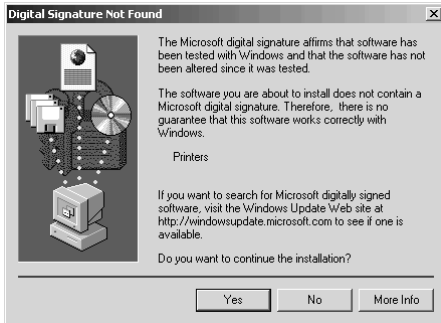 Digital Signature Not Found
The Microsoft digital signature affirms that software has
been tested with Windows and that the software has not
been altered since it was tested.
The software you are about to install does not contain a
Microsoft digital signature. Therefore, there is no
guarantee that this software works correctly with
Windows.
Printers
If you want to search for Microsoft digitally signed
software, visit the Windows Update Web site at
http://windowsupdate.microsoft.com to see if one is
available.
Do you want to continue the installation?
Yes
No
More Info